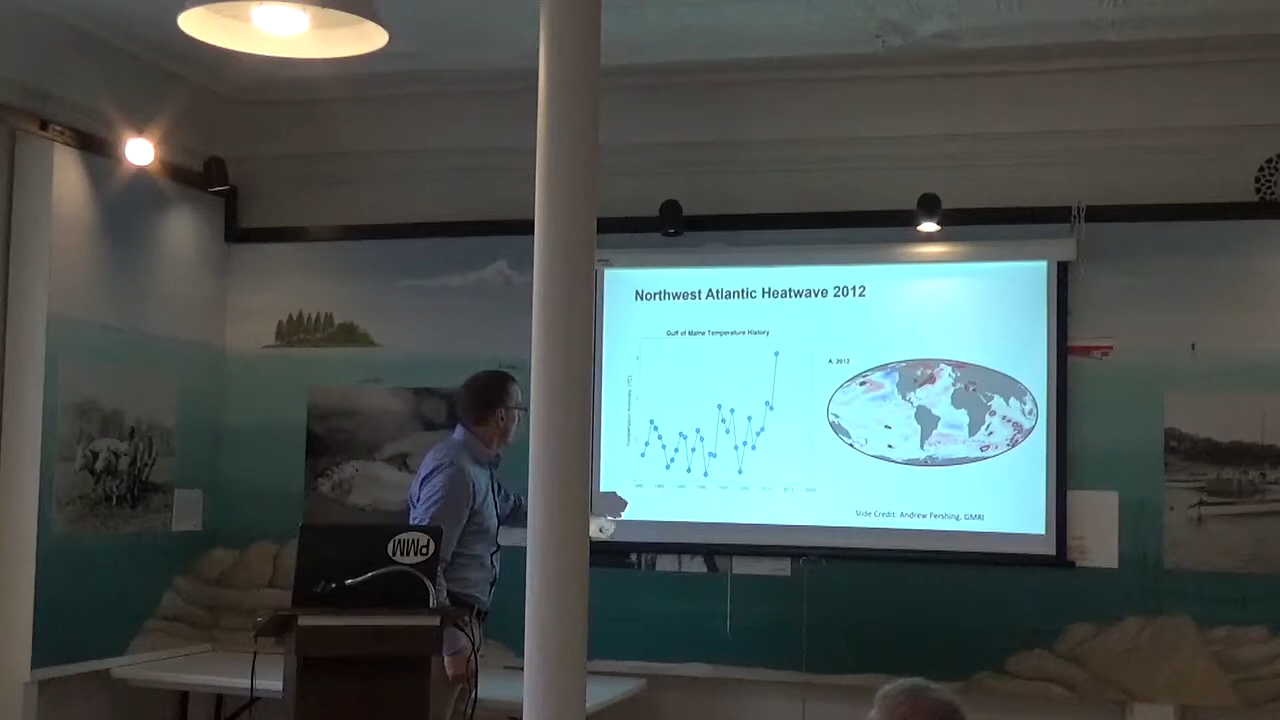 Northwest Atlantic Heatwave 2012
Gulf of Maine Temperature History
A. 2012
Slide Credit: Andrew Pershing, GMRI
PMM